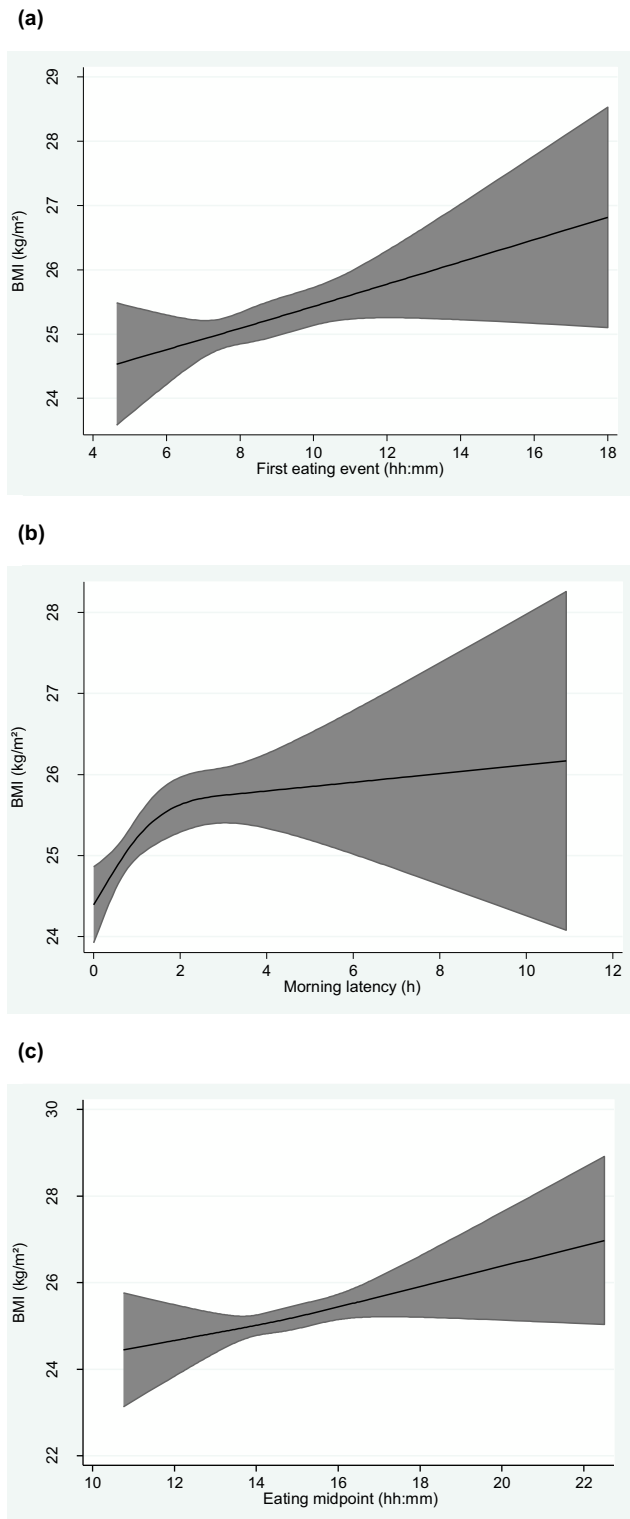 (a)
29
28
27
26
25
24
BMI (kg/m²)
4 6 8 10 12 14 16 18
First eating event (hh:mm)
(b)
28
27
26
25
24
BMI (kg/m²)
0 2 4 6 8 10 12
Morning latency (h)
(c)
30
28
26
24
22
BMI (kg/m²)
10 12 14 16 18 20 22
Eating midpoint (hh:mm)